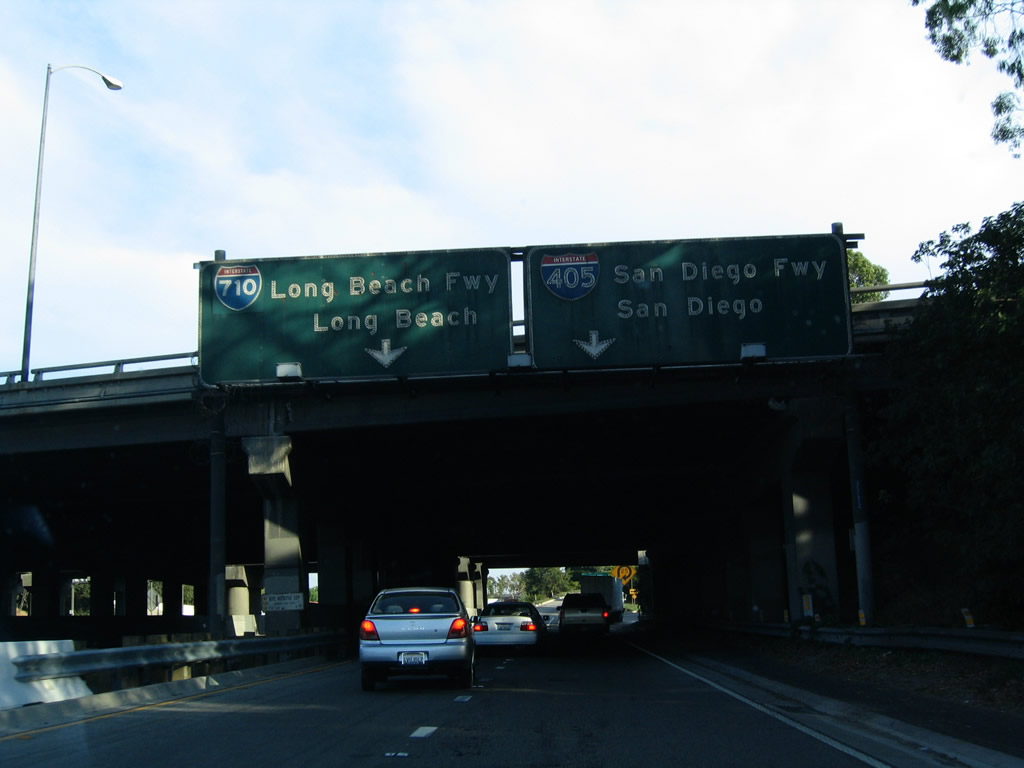 INTERSTATE
710
Long Beach Fwy
Long Beach
INTERSTATE
405
San Diego Fwy
San Diego